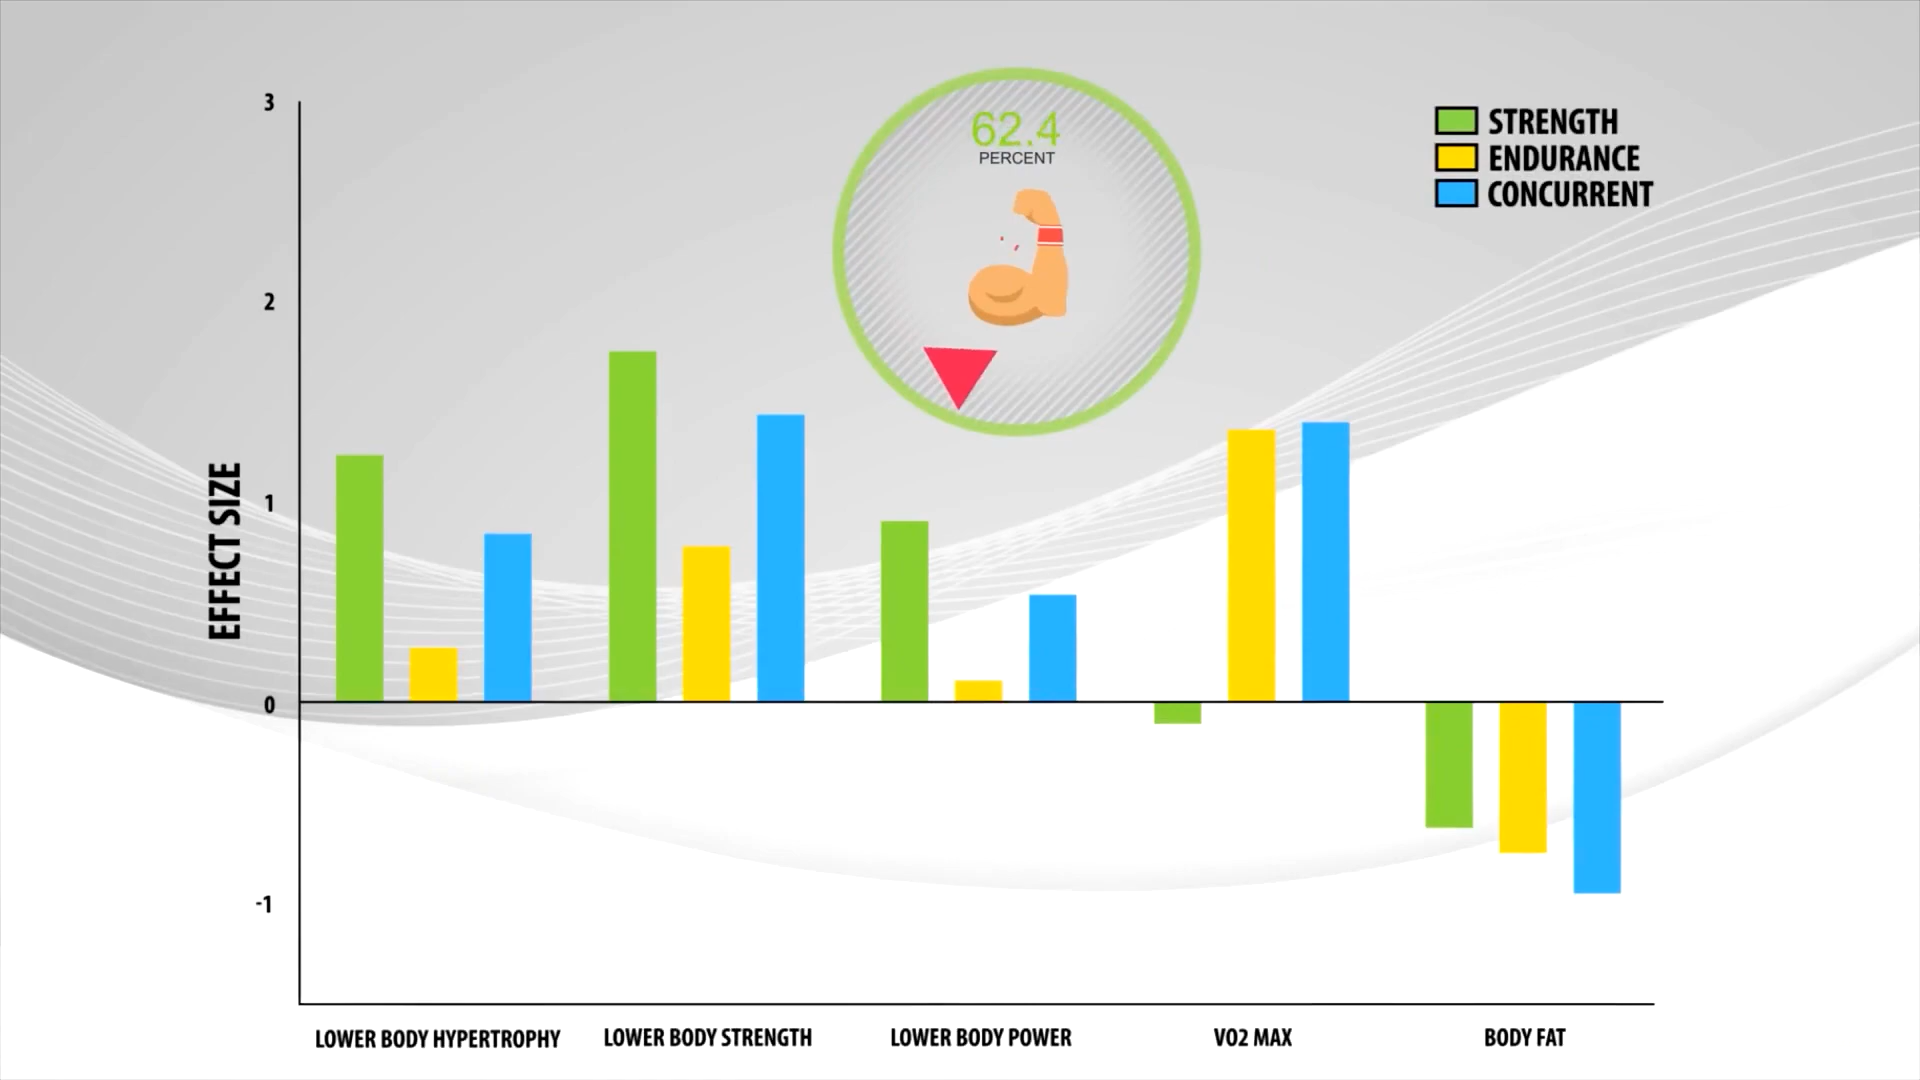 3
2
1
0
-1
EFFECT SIZE
62.4
PERCENT
STRENGTH
ENDURANCE
CONCURRENT
LOWER BODY HYPERTROPHY
LOWER BODY STRENGTH
LOWER BODY POWER
VO2 MAX
BODY FAT